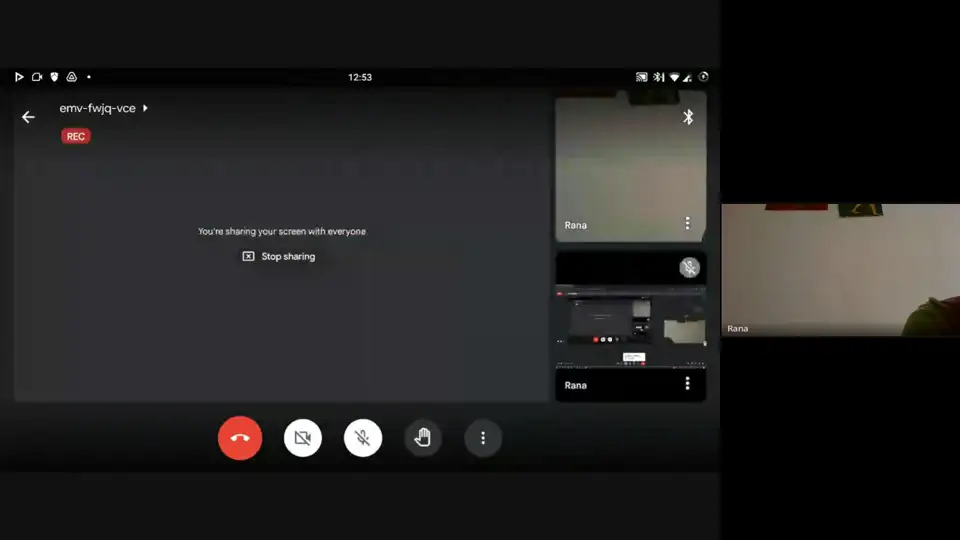 12:53
emv-fwjq-vce
REC
You're sharing your screen with everyone
Stop sharing
Rana
Rana
Rana